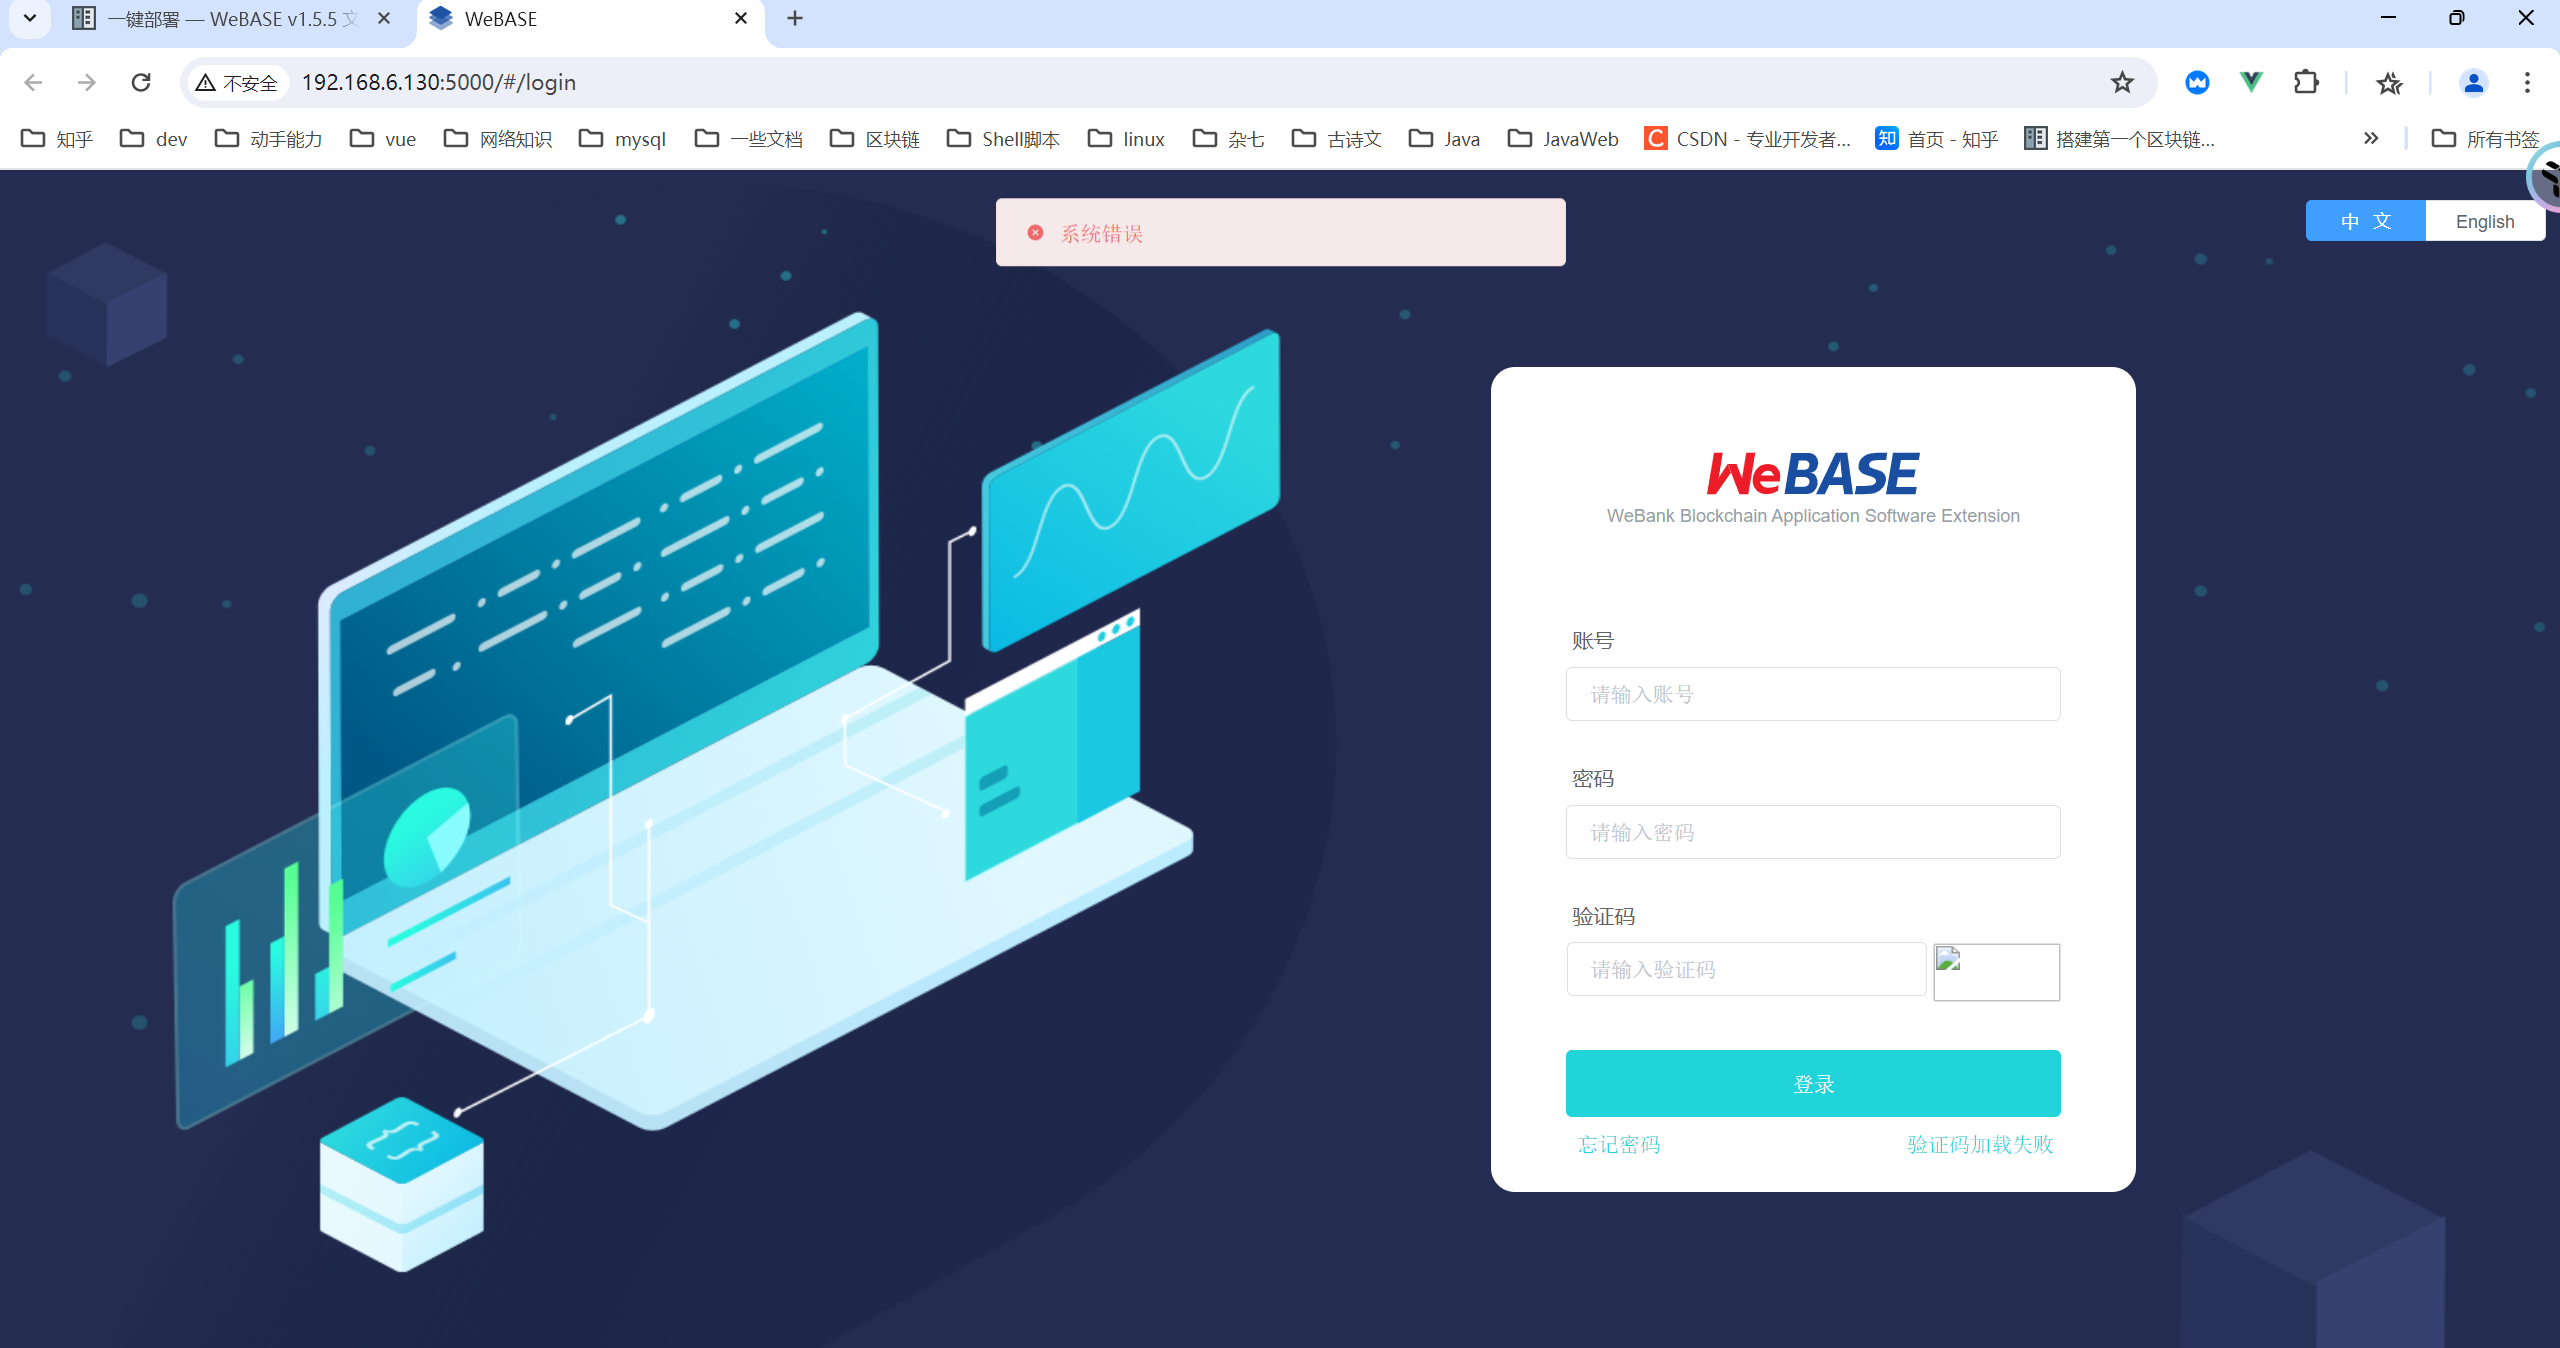 一键部署 — WeBASE v1.5.5 文
WeBASE
不安全
192.168.6.130:5000/#/login
知乎
dev
动手能力
vue
网络知识
mysql
一些文档
区块链
Shell脚本
linux
杂七
古诗文
Java
JavaWeb
CSDN - 专业开发者...
首页 - 知乎
搭建第一个区块链...
所有书签
系统错误
中 文
English
WeBASE
WeBank Blockchain Application Software Extension
账号
请输入账号
密码
请输入密码
验证码
请输入验证码
登录
忘记密码
验证码加载失败